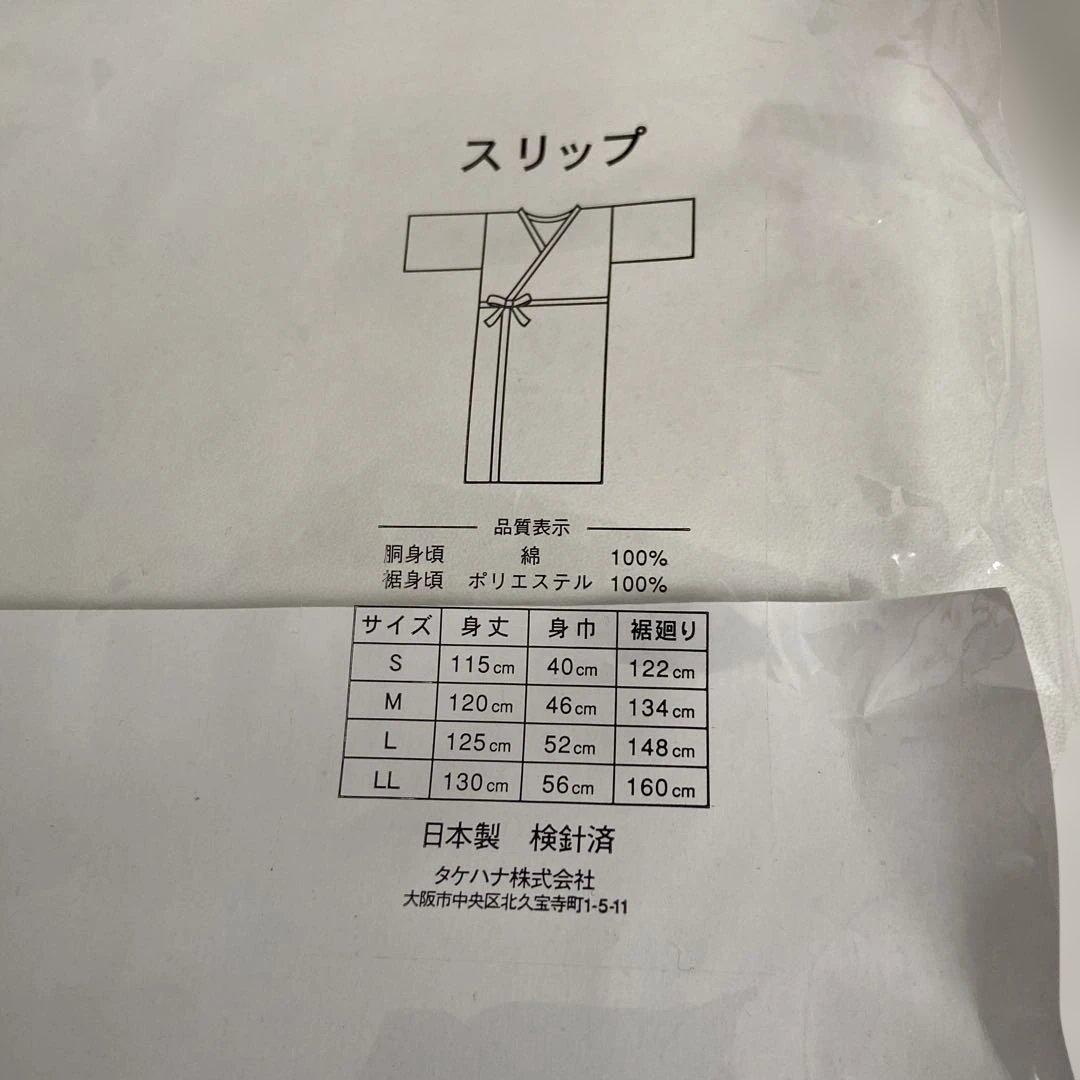 スリップ
品質表示
胴身頃 綿 100%
裾身頃 ポリエステル 100%
サイズ 身丈 身巾 裾廻り
S 115cm 40cm 122cm
M 120cm 46cm 134cm
L 125cm 52cm 148cm
LL 130cm 56cm 160cm
日本製 検針済
タケハナ株式会社
大阪市中央区北久宝寺町1-5-11